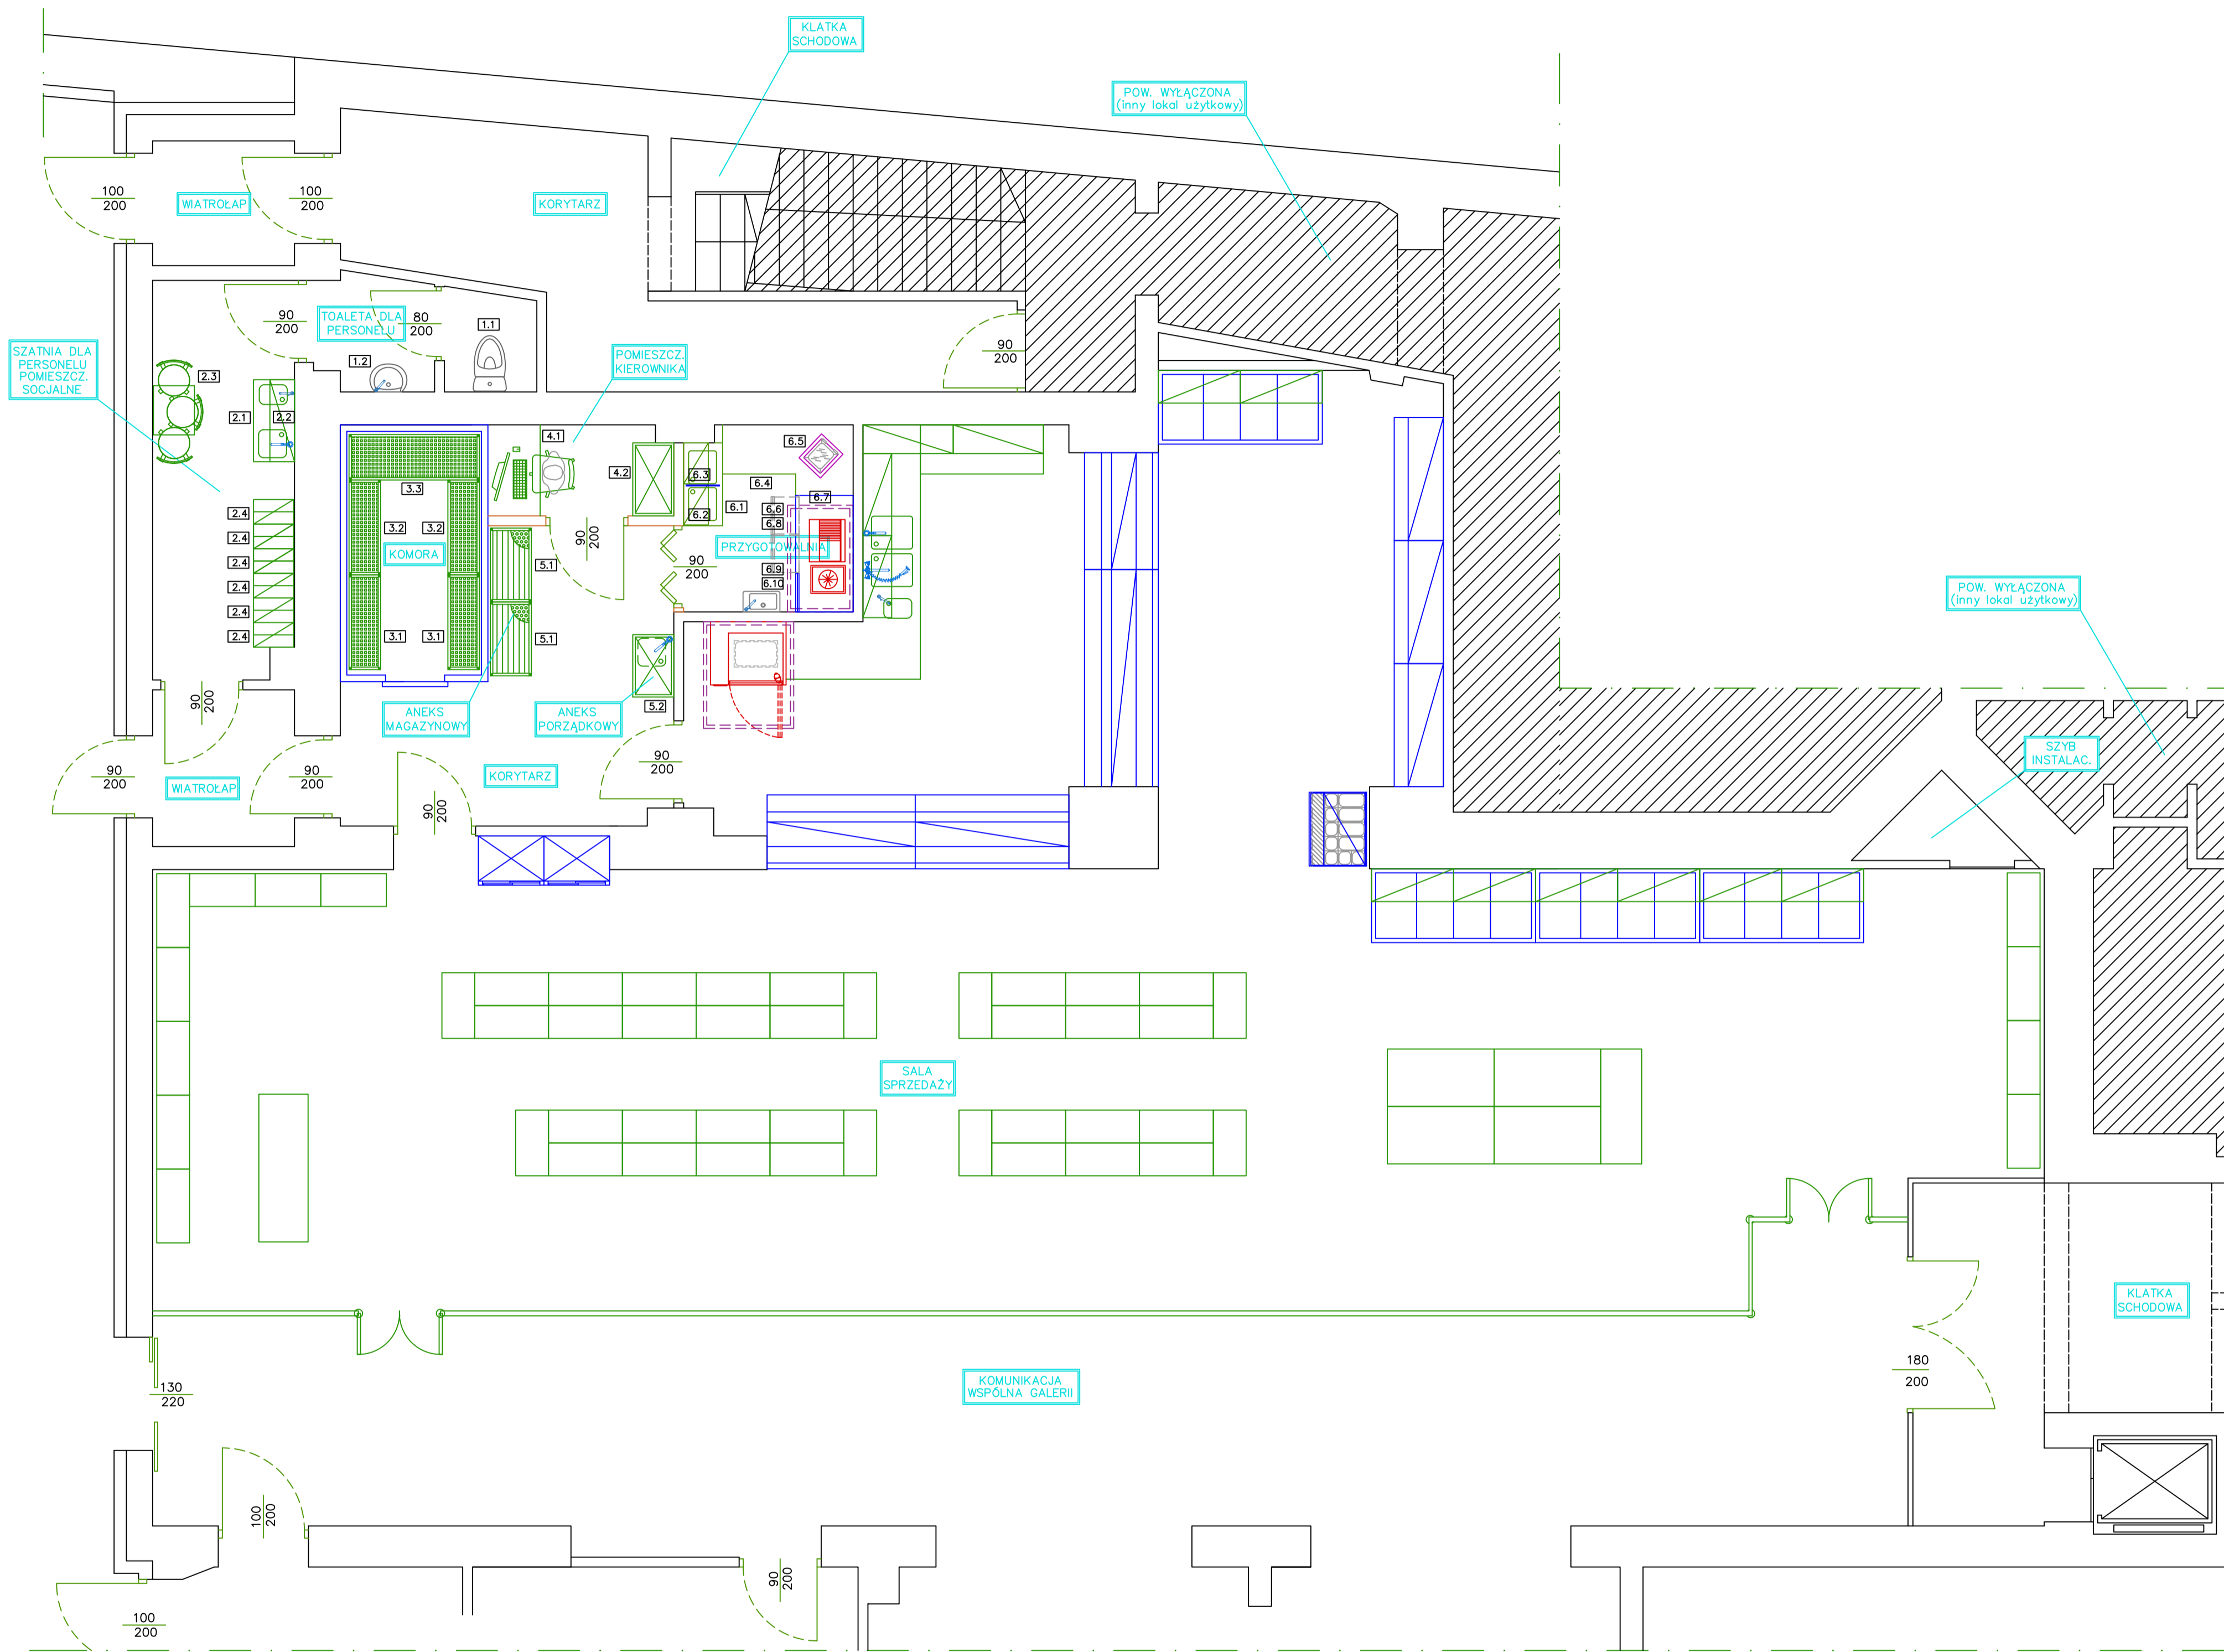 KLATKA
SCHODOWA
POW. WYŁĄCZONA
(inny lokal użytkowy)
100
200
WIATROŁAP
100
200
KORYTARZ
90
200
TOALETA DLA
PERSONELU
80
200
1.1
1.2
90
200
SZATNIA DLA
PERSONELU
POMIESZCZ.
SOCJALNE
POMIESZCZ.
KIEROWNIKA
2.3
2.1
2.2
2.4
2.4
2.4
2.4
2.4
2.4
3.3
3.2
3.2
KOMORA
3.1
3.1
4.1
4.2
90
200
5.1
5.1
6.3
6.2
6.1
6.4
6.5
6.6
6.7
6.8
PRZYGOTOWALNIA
90
200
6.9
6.10
5.2
ANEKS
MAGAZYNOWY
ANEKS
PORZĄDKOWY
90
200
90
200
WIATROŁAP
90
200
90
200
KORYTARZ
90
200
POW. WYŁĄCZONA
(inny lokal użytkowy)
SZYB
INSTALAC.
SALA
SPRZEDAŻY
KLATKA
SCHODOWA
KOMUNIKACJA
WSPÓLNA GALERII
180
200
130
220
100
200
90
200
100
200